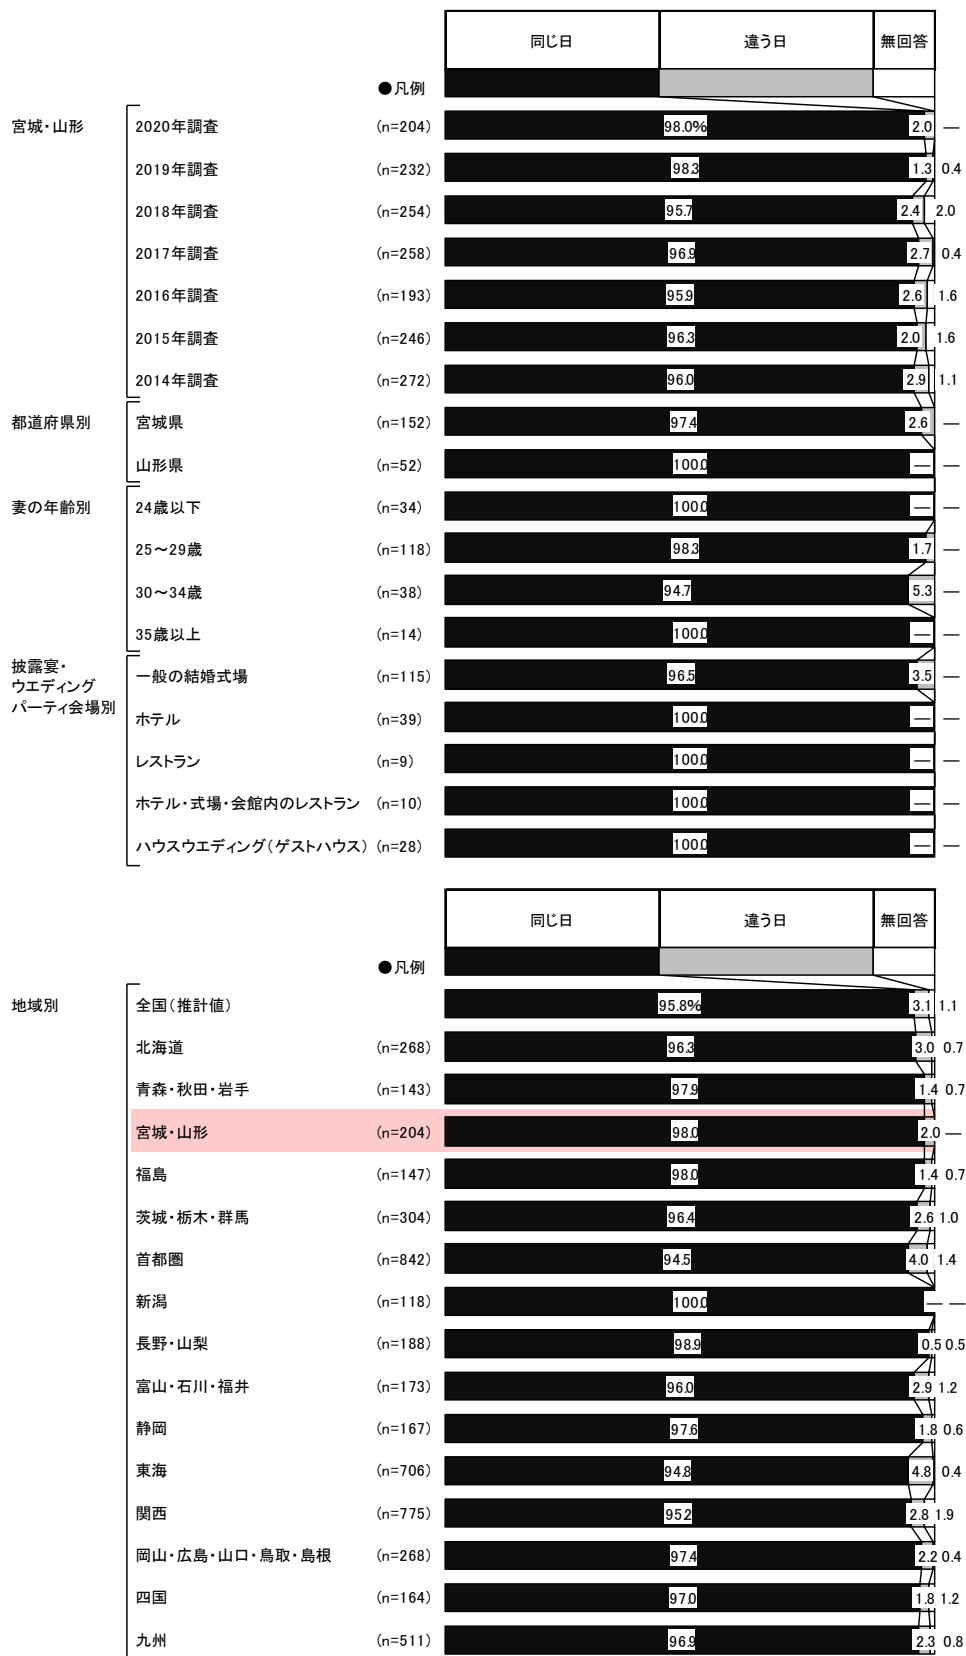 同じ日 違う日 無回答
●凡例
宮城・山形 2020年調査 (n=204) 98.0% 2.0 —
2019年調査 (n=232) 98.3 1.3 0.4
2018年調査 (n=254) 95.7 2.4 2.0
2017年調査 (n=258) 96.9 2.7 0.4
2016年調査 (n=193) 95.9 2.6 1.6
2015年調査 (n=246) 96.3 2.0 1.6
2014年調査 (n=272) 96.0 2.9 1.1
都道府県別 宮城県 (n=152) 97.4 2.6 —
山形県 (n=52) 100.0 — —
妻の年齢別 24歳以下 (n=34) 100.0 — —
25～29歳 (n=118) 98.3 1.7 —
30～34歳 (n=38) 94.7 5.3 —
35歳以上 (n=14) 100.0 — —
披露宴・
ウエディング
パーティ会場別
一般の結婚式場 (n=115) 96.5 3.5 —
ホテル (n=39) 100.0 — —
レストラン (n=9) 100.0 — —
ホテル・式場・会館内のレストラン (n=10) 100.0 — —
ハウスウエディング(ゲストハウス) (n=28) 100.0 — —
同じ日 違う日 無回答
●凡例
地域別 全国(推計値) 95.8% 3.1 1.1
北海道 (n=268) 96.3 3.0 0.7
青森・秋田・岩手 (n=143) 97.9 1.4 0.7
宮城・山形 (n=204) 98.0 2.0 —
福島 (n=147) 98.0 1.4 0.7
茨城・栃木・群馬 (n=304) 96.4 2.6 1.0
首都圏 (n=842) 94.5 4.0 1.4
新潟 (n=118) 100.0 — —
長野・山梨 (n=188) 98.9 0.5 0.5
富山・石川・福井 (n=173) 96.0 2.9 1.2
静岡 (n=167) 97.6 1.8 0.6
東海 (n=706) 94.8 4.8 0.4
関西 (n=775) 95.2 2.8 1.9
岡山・広島・山口・鳥取・島根 (n=268) 97.4 2.2 0.4
四国 (n=164) 97.0 1.8 1.2
九州 (n=511) 96.9 2.3 0.8